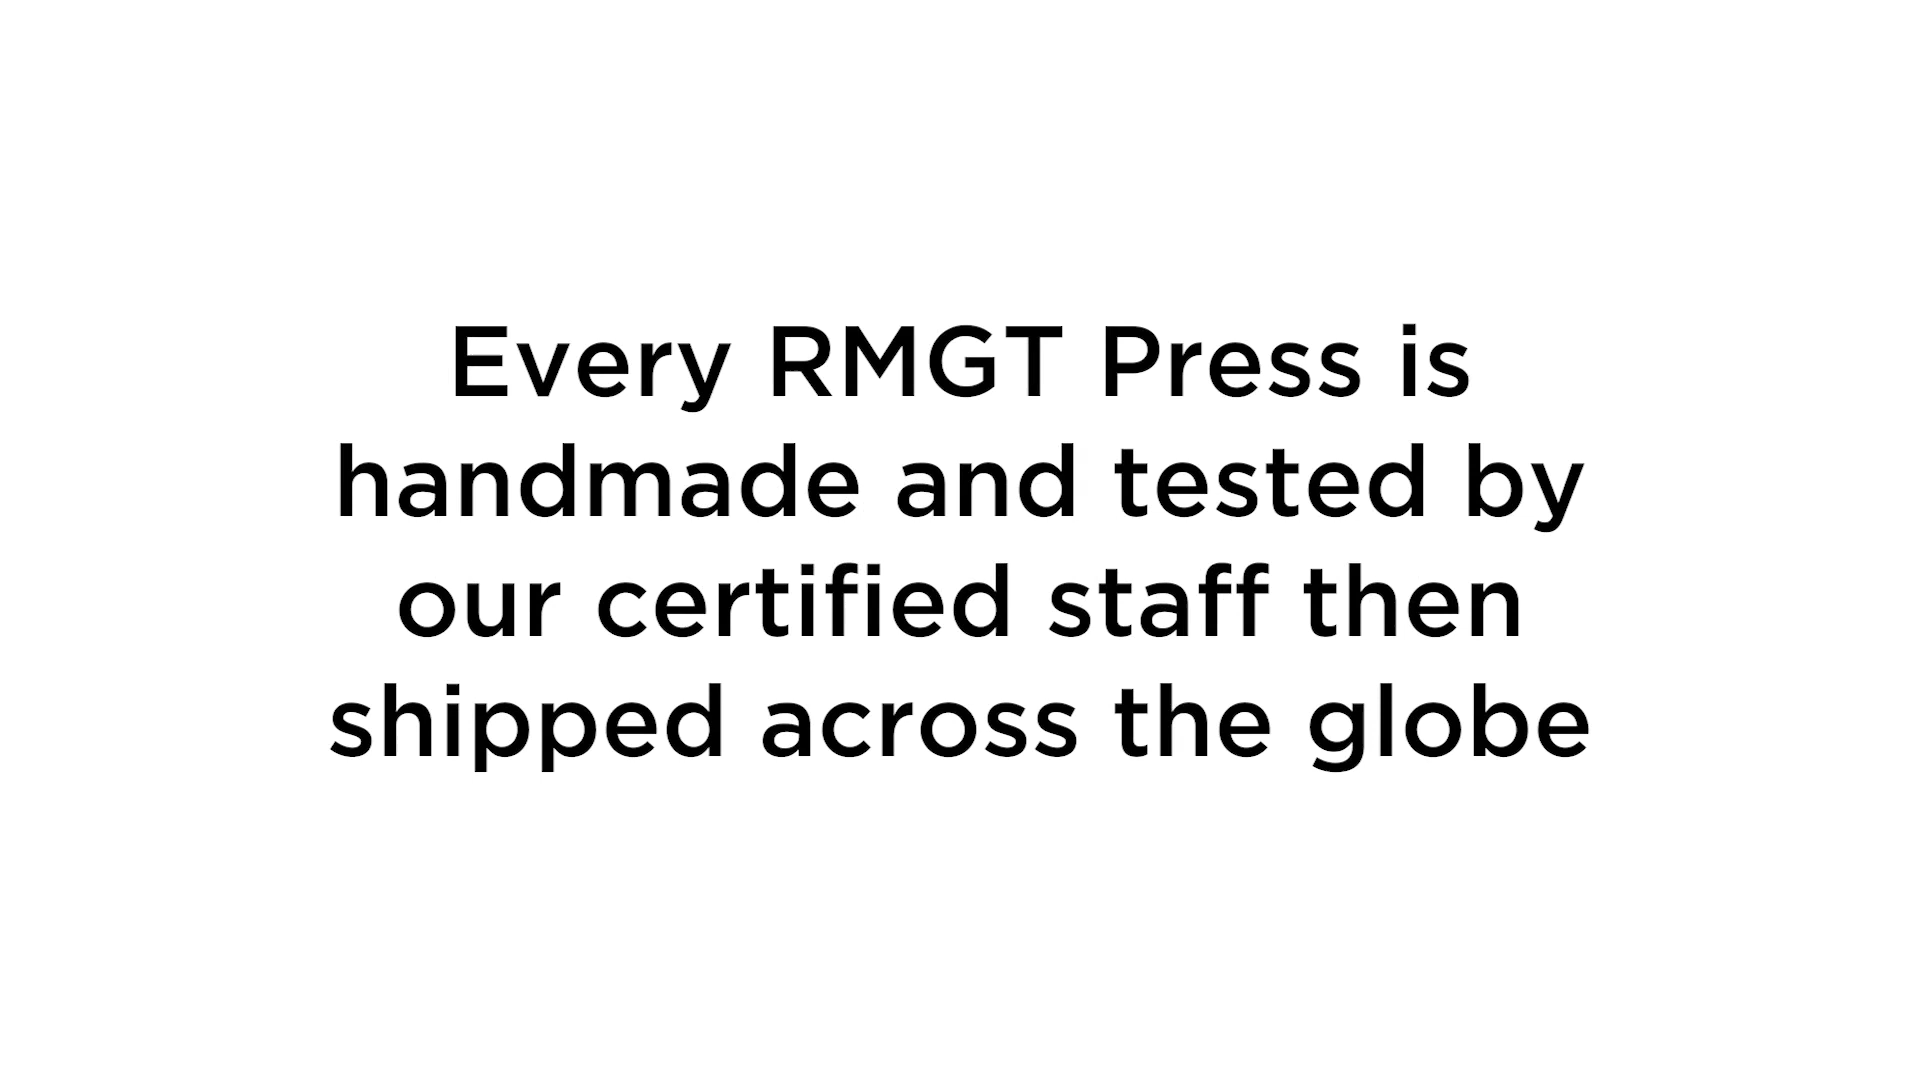 Every RMGT Press is
handmade and tested by
our certified staff then
shipped across the globe